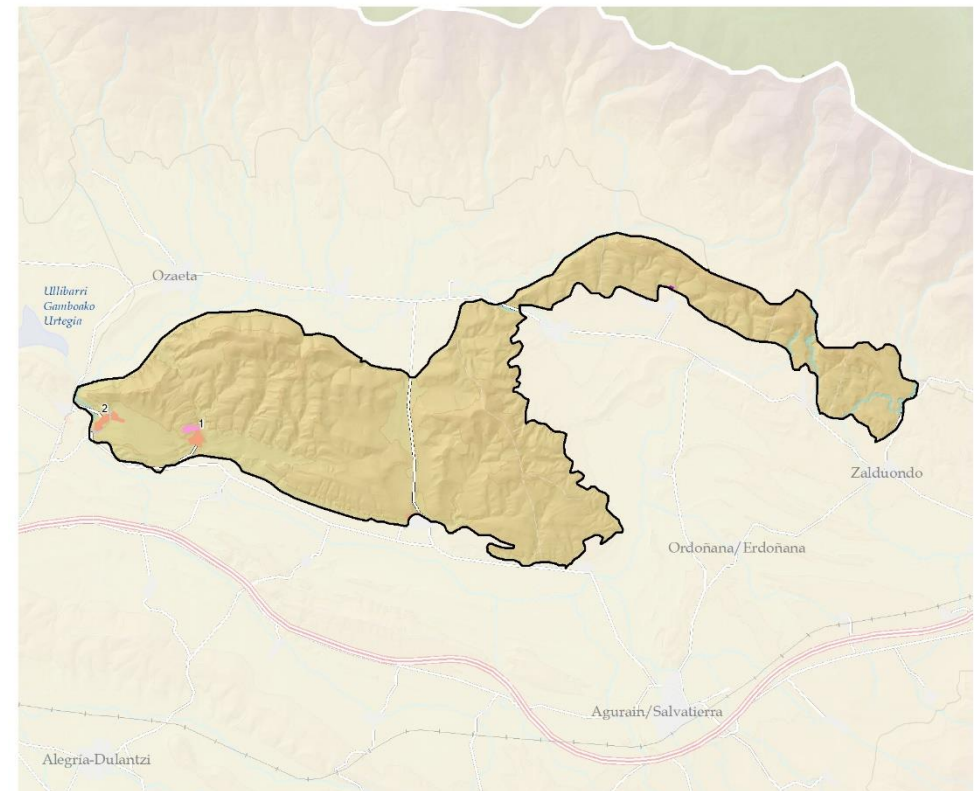 Ozaeta
Ullibarri
Gamboako
Urtegia
2
1
Zalduondo
Ordoñana/Erdoñana
Agurain/Salvatierra
Alegría-Dulantzi